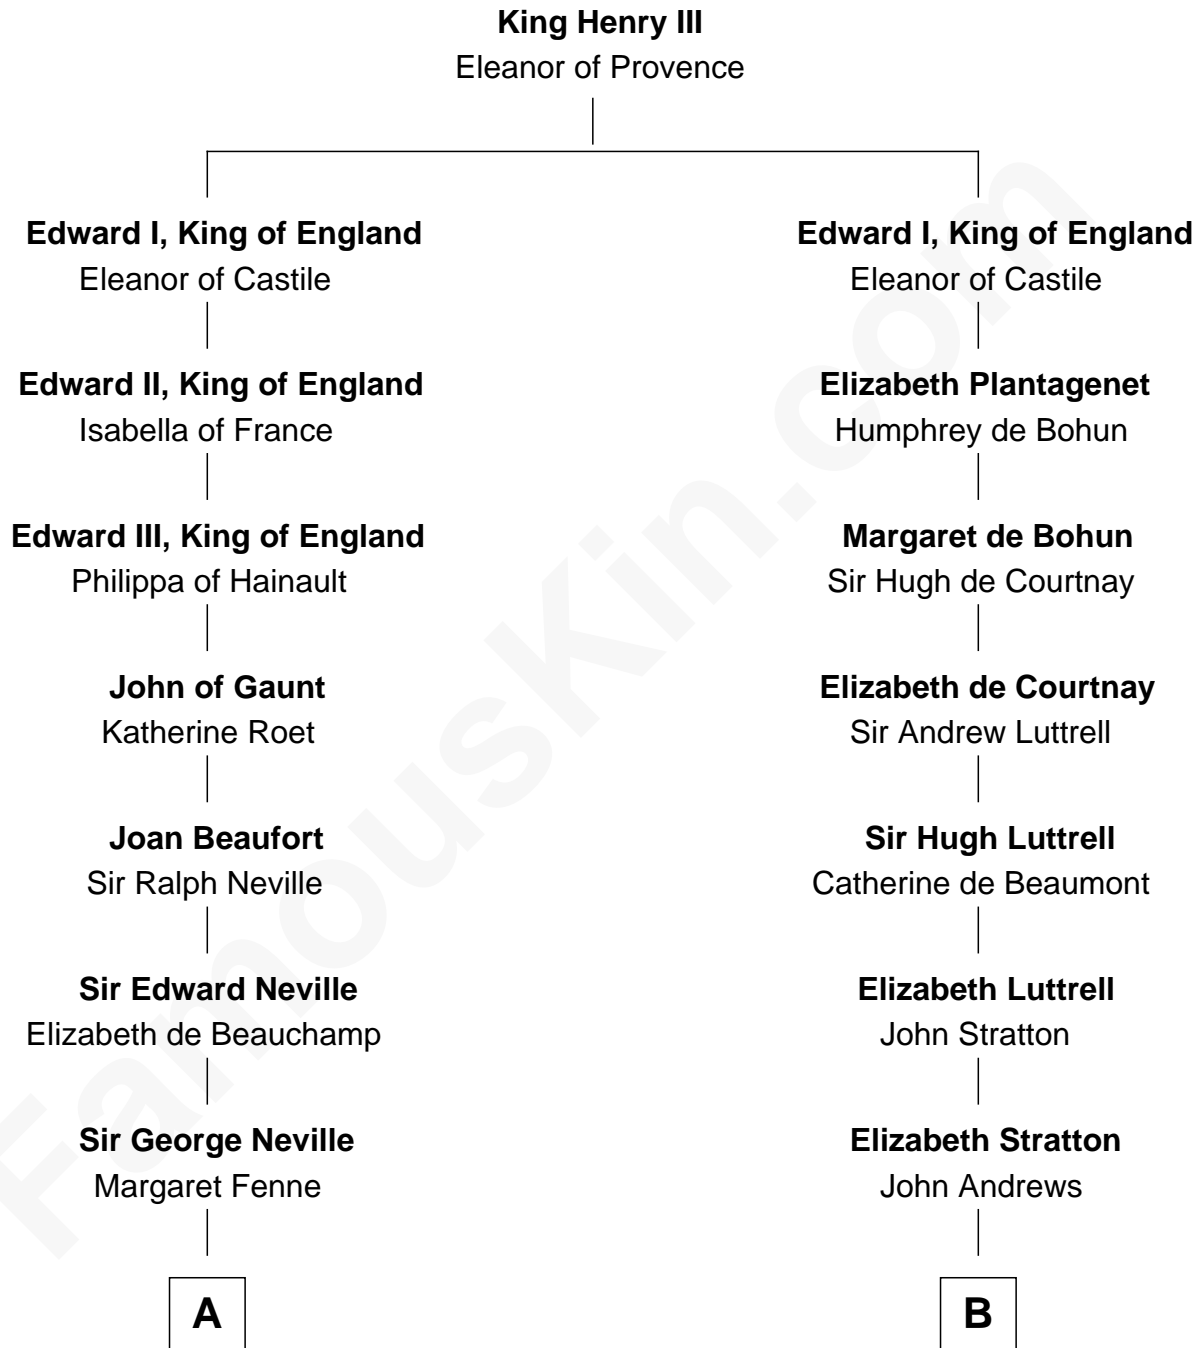 King Henry III
Eleanor of Provence
Edward I, King of England
Eleanor of Castile
Edward I, King of England
Eleanor of Castile
Edward II, King of England
Isabella of France
Elizabeth Plantagenet
Humphrey de Bohun
Edward III, King of England
Philippa of Hainault
Margaret de Bohun
Sir Hugh de Courtnay
John of Gaunt
Katherine Roet
Elizabeth de Courtnay
Sir Andrew Luttrell
Joan Beaufort
Sir Ralph Neville
Sir Hugh Luttrell
Catherine de Beaumont
Sir Edward Neville
Elizabeth de Beauchamp
Elizabeth Luttrell
John Stratton
Sir George Neville
Margaret Fenne
Elizabeth Stratton
John Andrews
A
B
FamousKin.com